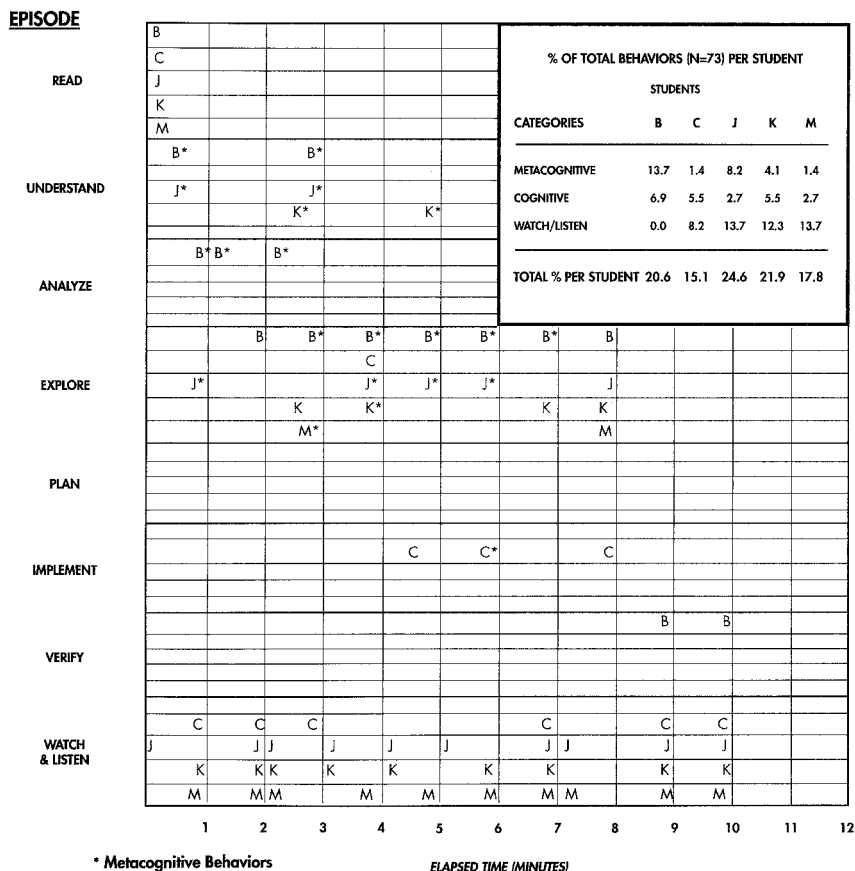 EPISODE
% OF TOTAL BEHAVIORS (N=73) PER STUDENT
STUDENTS
CATEGORIES B C J K M
METACOGNITIVE 13.7 1.4 8.2 4.1 1.4
COGNITIVE 6.9 5.5 2.7 5.5 2.7
WATCH/LISTEN 0.0 8.2 13.7 12.3 13.7
TOTAL % PER STUDENT 20.6 15.1 24.6 21.9 17.8
B
C
READ J
K
M
B* B*
UNDERSTAND J* J*
K* K*
B* B* B*
ANALYZE
B B* B* B* B* B* B
C
EXPLORE J* J* J* J* J
K K* K K
M* M
PLAN
C C* C
IMPLEMENT
B B
VERIFY
C C C C C C
WATCH J J J J J J J J J J
& LISTEN K K K K K K K K K
M M M M M M M M M M
1 2 3 4 5 6 7 8 9 10 11 12
* Metacognitive Behaviors
ELAPSED TIME (MINUTES)